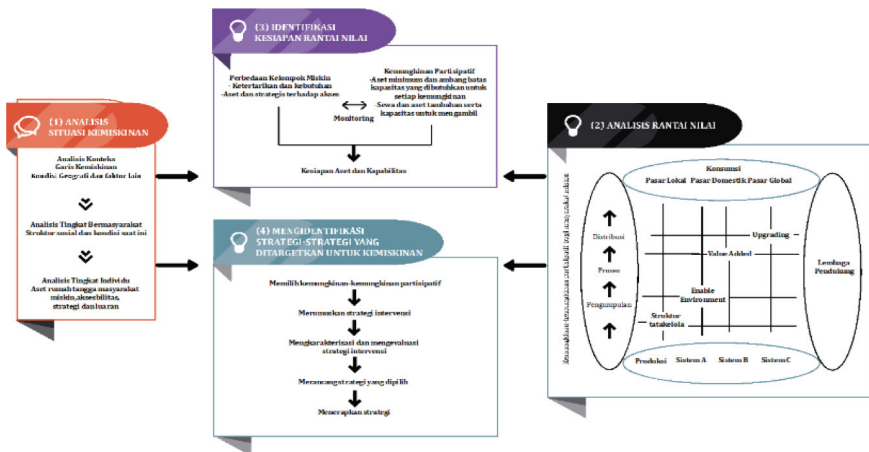 (1) ANALISIS
SITUASI KEMISKINAN
Analisis Konteks
Garis Kemiskinan
Kondisi Geografi dan faktor lain
Analisis Tingkat Bermasyarakat
Struktur sosial dan kondisi saat ini
Analisis Tingkat Individu
Aset rumah tangga masyarakat
miskin,aksesbilitas,
strategi dan luaran
(3) IDENTIFIKASI
KESIAPAN RANTAI NILAI
Perbedaan Kelompok Miskin
- Ketertarikan dan kebutuhan
-Aset dan strategis terhadap akses
Monitoring
Kemungkinan Partisipatif
-Aset minimum dan ambang batas
kapasitas yang dibutuhkan untuk
setiap kemungkinan
-Sewa dan aset tambahan serta
kapasitas untuk mengambil
Kesiapan Aset dan Kapabilitas
(4) MENGIDENTIFIKASI
STRATEGI-STRATEGI YANG
DITARGETKAN UNTUK KEMISKINAN
Memilih kemungkinan-kemungkinan partisipatif
Merumuskan strategi intervensi
Mengkarakterisasi dan mengevaluasi
strategi intervensi
Merancang strategi yang dipilih
Menerapkan strategi
(2) ANALISIS RANTAI NILAI
Konsumsi
Pasar Lokal Pasar Domestik Pasar Global
Distribusi
Proses
Pengumpulan
Upgrading
Value Added
Enable
Environment
Struktur
tatakelola
Lembaga
Pendukung
Produksi Sistem A Sistem B Sistem C